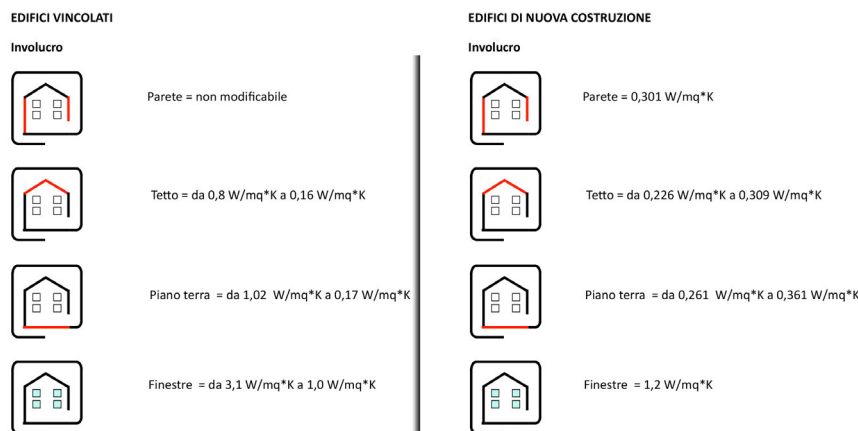 EDIFICI VINCOLATI
Involucro
Parete = non modificabile
Tetto = da 0,8 W/mq*K a 0,16 W/mq*K
Piano terra = da 1,02 W/mq*K a 0,17 W/mq*K
Finestre = da 3,1 W/mq*K a 1,0 W/mq*K
EDIFICI DI NUOVA COSTRUZIONE
Involucro
Parete = 0,301 W/mq*K
Tetto = da 0,226 W/mq*K a 0,309 W/mq*K
Piano terra = da 0,261 W/mq*K a 0,361 W/mq*K
Finestre = 1,2 W/mq*K